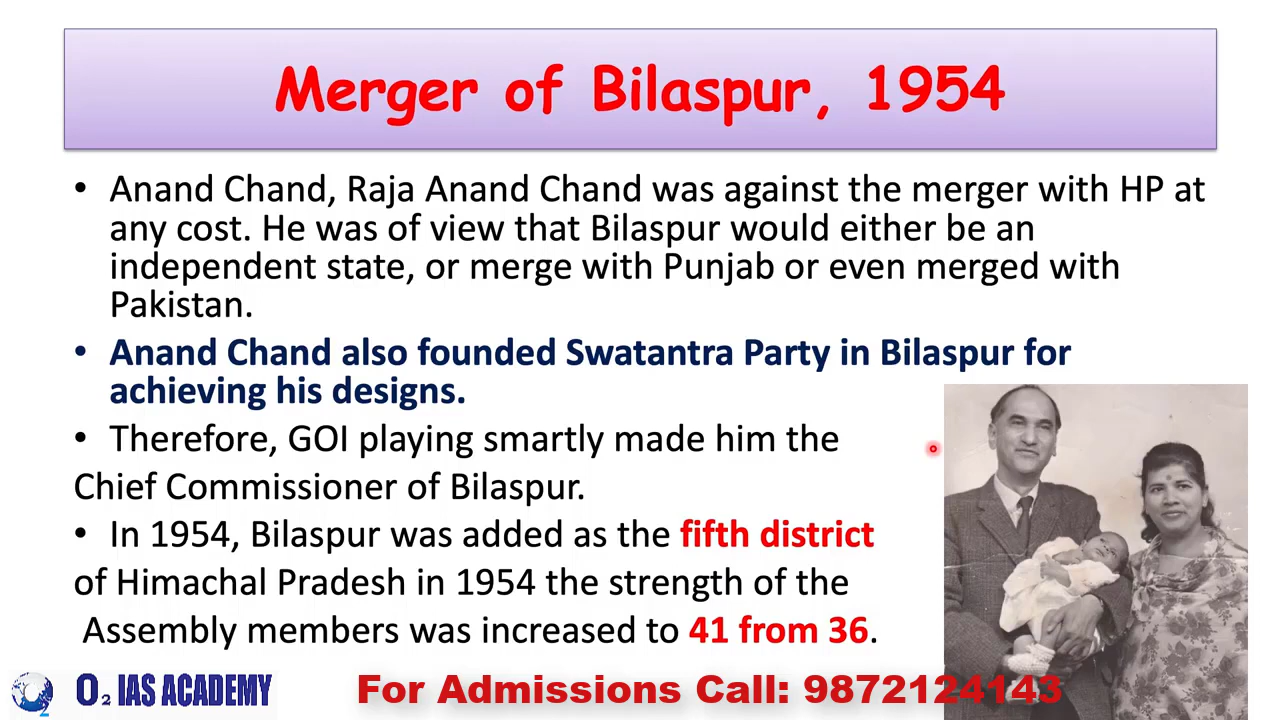 Merger of Bilaspur, 1954
• Anand Chand, Raja Anand Chand was against the merger with HP at
any cost. He was of view that Bilaspur would either be an
independent state, or merge with Punjab or even merged with
Pakistan.
• Anand Chand also founded Swatantra Party in Bilaspur for
achieving his designs.
• Therefore, GOI playing smartly made him the
Chief Commissioner of Bilaspur.
• In 1954, Bilaspur was added as the fifth district
of Himachal Pradesh in 1954 the strength of the
Assembly members was increased to 41 from 36.
O2 IAS ACADEMY
For Admissions Call: 9872124143